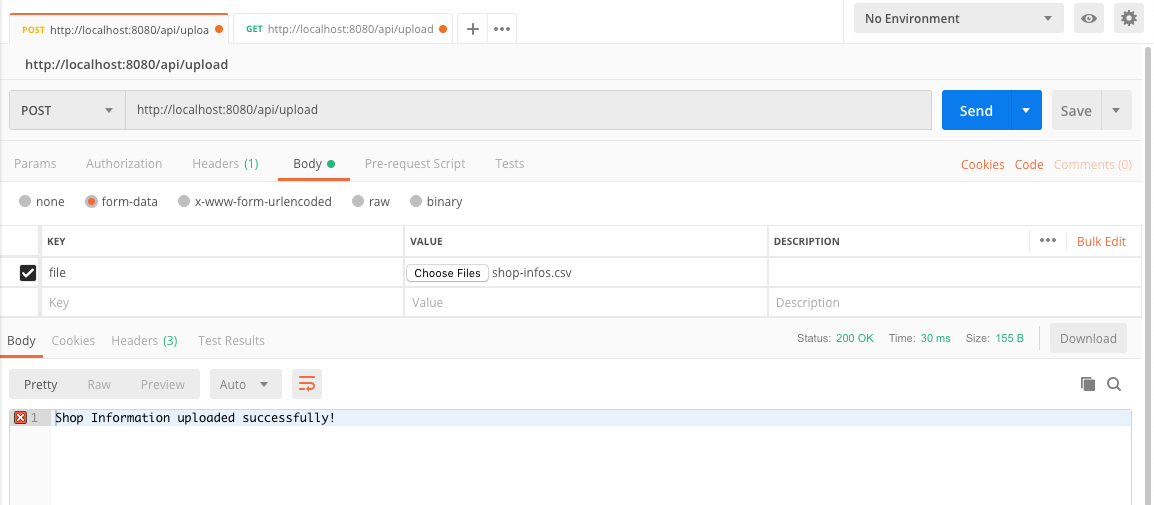 POST http://localhost:8080/api/uploa GET http://localhost:8080/api/upload No Environment
http://localhost:8080/api/upload
POST http://localhost:8080/api/upload Send Save
Params Authorization Headers (1) Body Pre-request Script Tests Cookies Code Comments (0)
none form-data x-www-form-urlencoded raw binary
KEY VALUE DESCRIPTION Bulk Edit
file Choose Files shop-infos.csv
Key Value Description
Body Cookies Headers (3) Test Results Status: 200 OK Time: 30 ms Size: 155 B Download
Pretty Raw Preview Auto
1 Shop Information uploaded successfully!